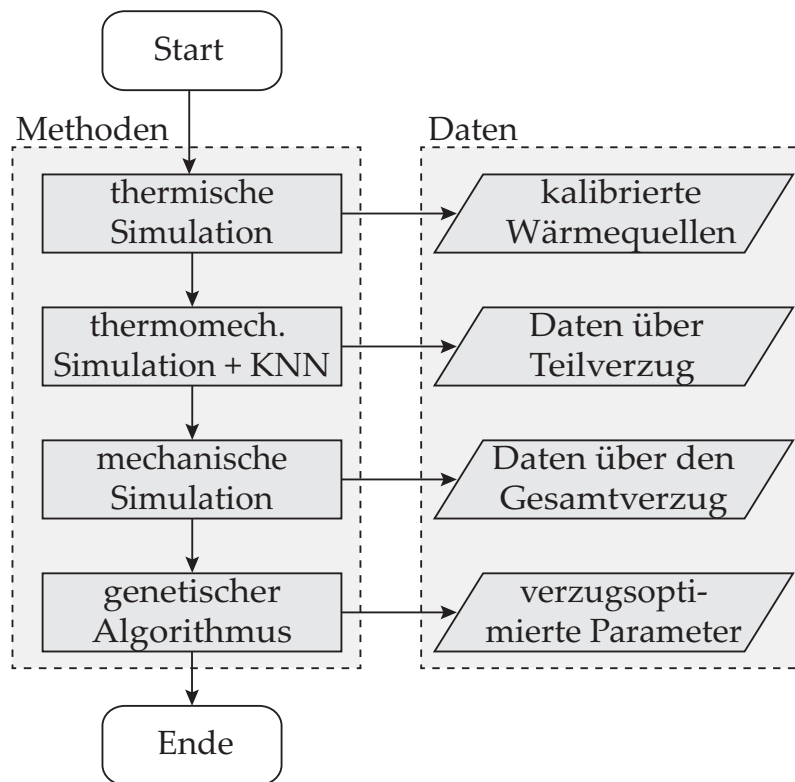 Start
Methoden
Daten
thermische
Simulation
kalibrierte
Wärmequellen
thermomech.
Simulation + KNN
Daten über
Teilverzug
mechanische
Simulation
Daten über den
Gesamtverzug
genetischer
Algorithmus
verzugsopti-
mierte Parameter
Ende